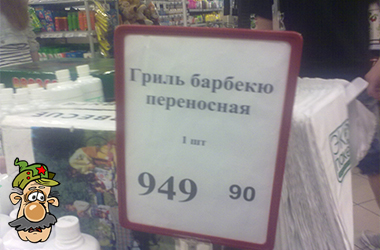 Гриль барбекю
переносная
1 шт
949 90